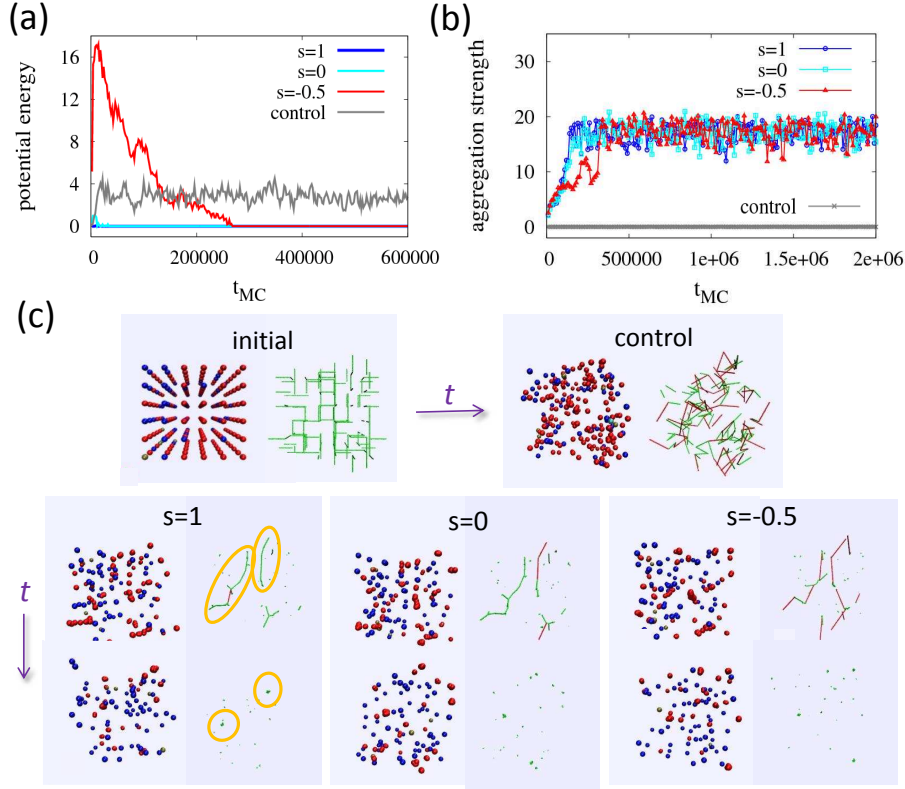 (a)
potential energy
16
12
8
4
0
s=1
s=0
s=-0.5
control
0
200000
400000
600000
t_MC
(b)
aggregation strength
30
20
10
0
s=1
s=0
s=-0.5
control
500000
1e+06
1.5e+06
2e+06
t_MC
(c)
initial
t
control
s=1
s=0
s=-0.5
t